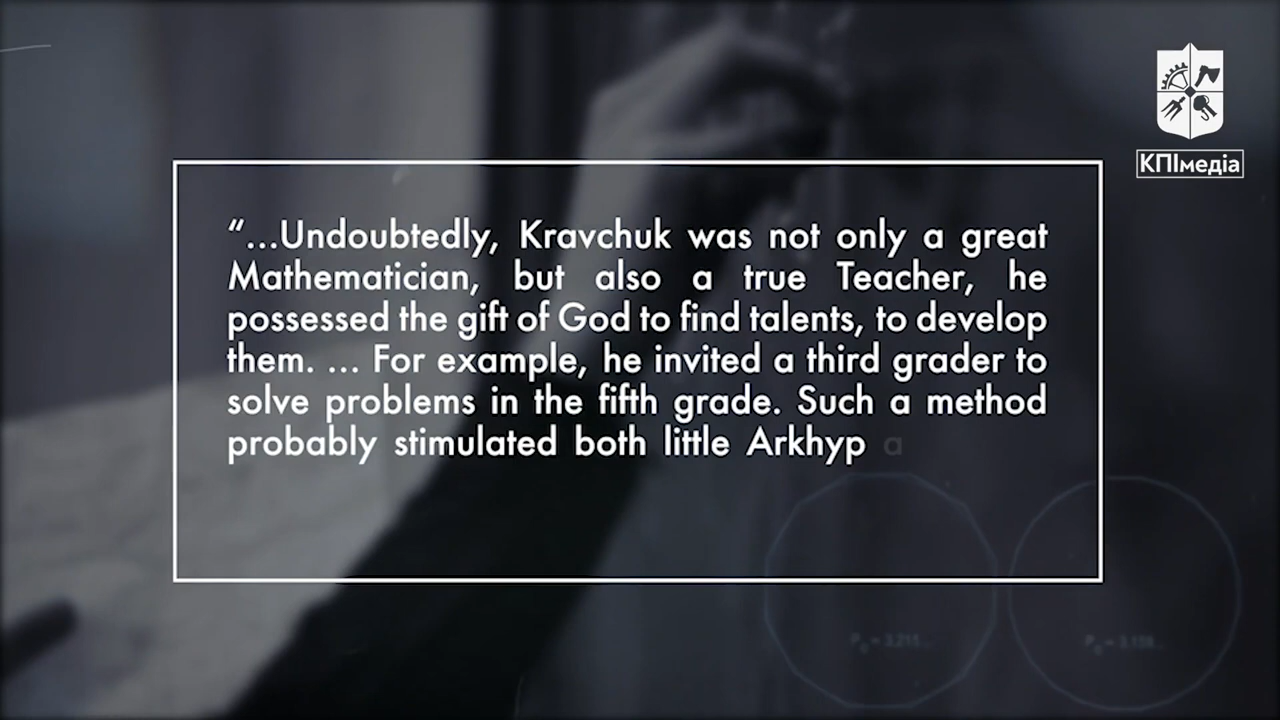 КПІмедіа
“...Undoubtedly, Kravchuk was not only a great
Mathematician, but also a true Teacher, he
possessed the gift of God to find talents, to develop
them. ... For example, he invited a third grader to
solve problems in the fifth grade. Such a method
probably stimulated both little Arkhyp a